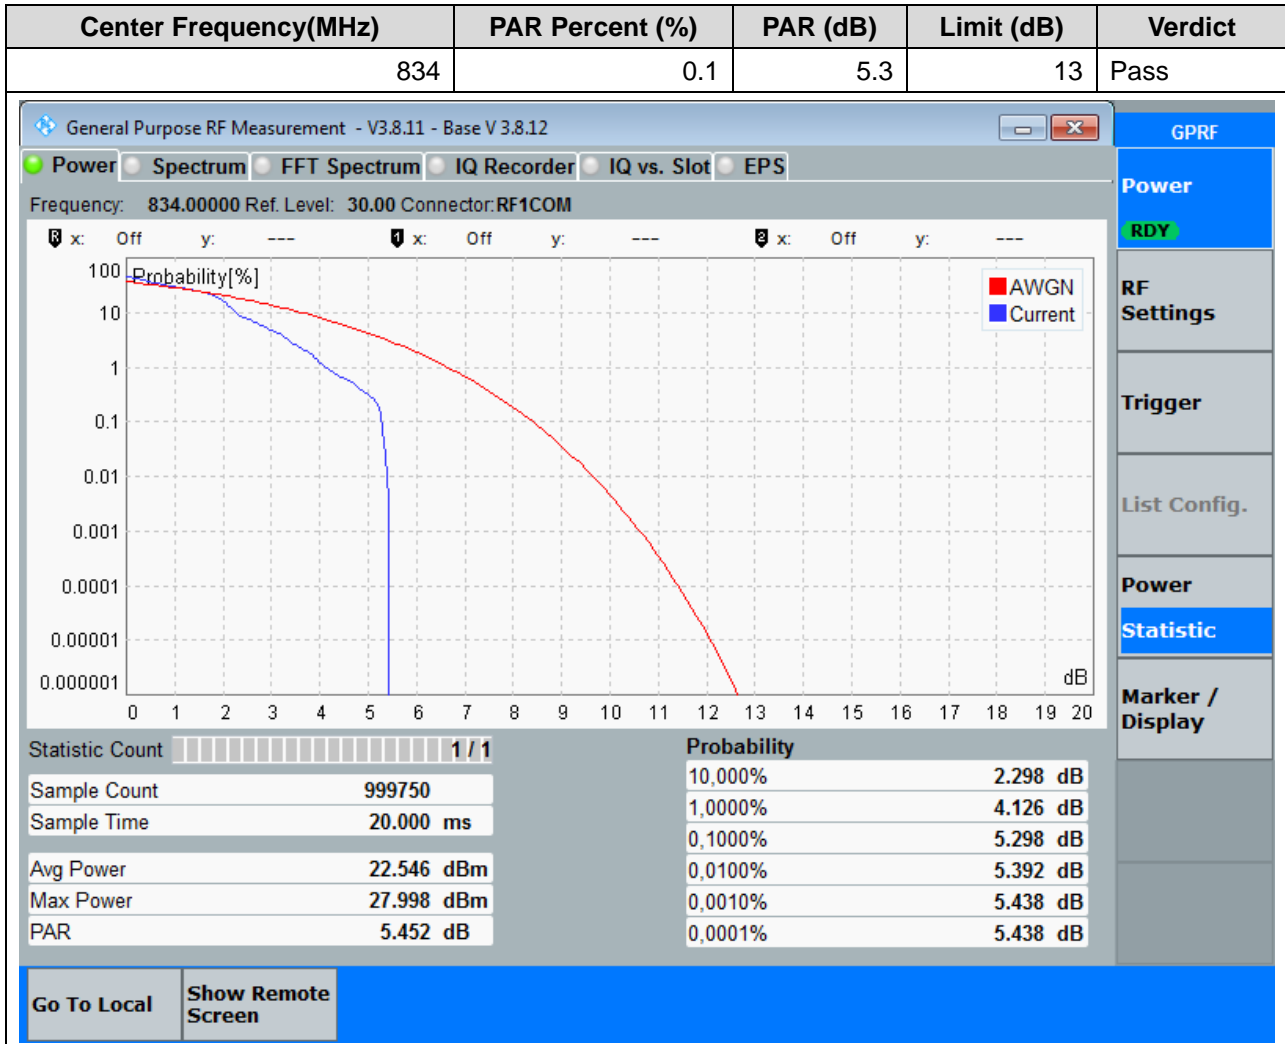 Center Frequency(MHz) PAR Percent (%) PAR (dB) Limit (dB) Verdict
834 0.1 5.3 13 Pass
General Purpose RF Measurement - V3.8.11 - Base V 3.8.12
GPRF
Power Spectrum FFT Spectrum IQ Recorder IQ vs. Slot EPS
Power
RDY
Frequency: 834.00000 Ref. Level: 30.00 Connector: RF1COM
R x: Off y: --- 1 x: Off y: --- 2 x: Off y: ---
RF
Settings
Trigger
List Config.
Power
Statistic
Marker /
Display
Probability[%]
AWGN
Current
100
10
1
0.1
0.01
0.001
0.0001
0.00001
0.000001
dB
0 1 2 3 4 5 6 7 8 9 10 11 12 13 14 15 16 17 18 19 20
Statistic Count 1 / 1
Sample Count 999750
Sample Time 20.000 ms
Avg Power 22.546 dBm
Max Power 27.998 dBm
PAR 5.452 dB
Probability
10,000% 2.298 dB
1,0000% 4.126 dB
0,1000% 5.298 dB
0,0100% 5.392 dB
0,0010% 5.438 dB
0,0001% 5.438 dB
Go To Local
Show Remote
Screen